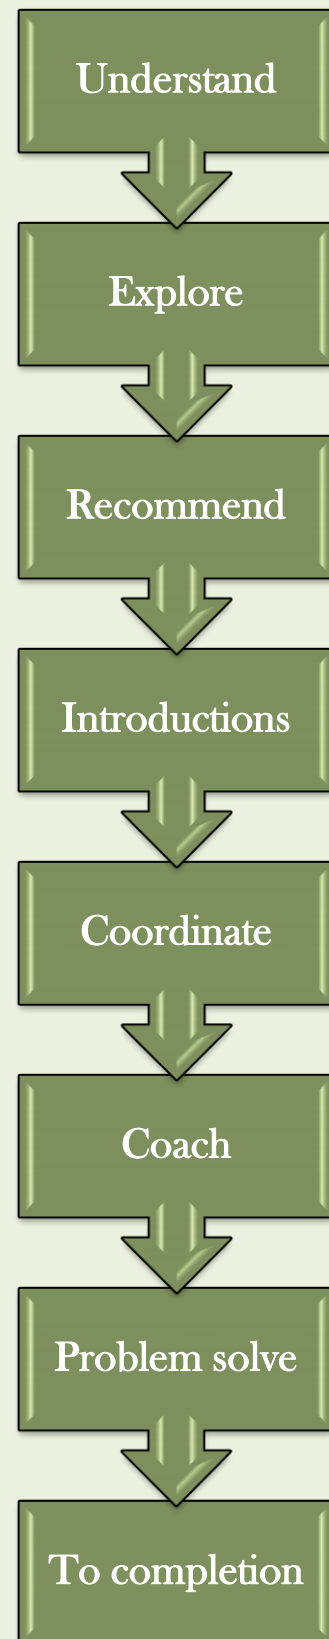 Understand
Explore
Recommend
Introductions
Coordinate
Coach
Problem solve
To completion